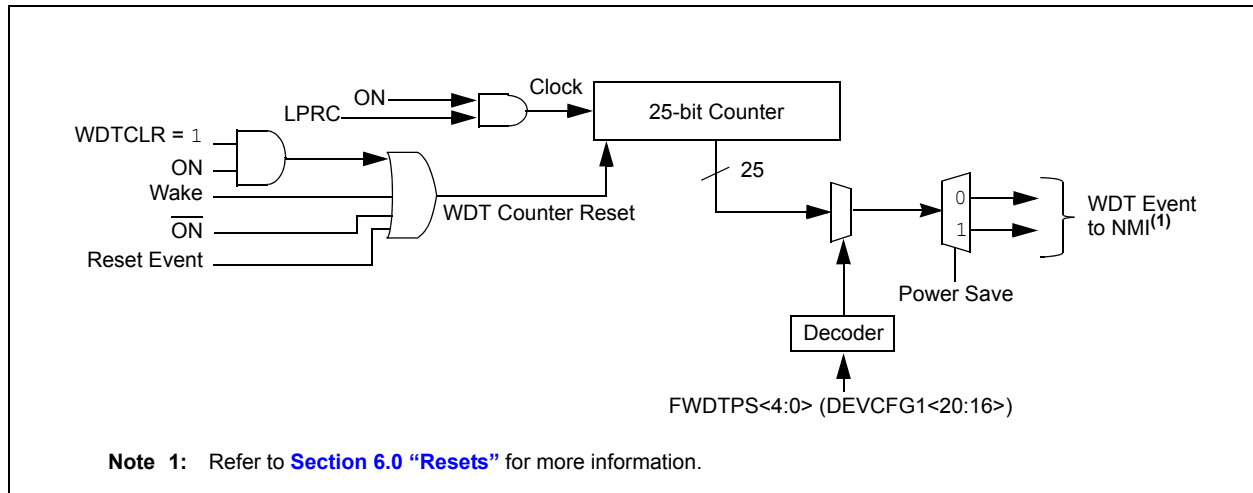 ON
Clock
LPRC
25-bit Counter
WDTCLR = 1
ON
25
Wake
WDT Counter Reset
0
1
WDT Event
to NMI(1)
ON
Reset Event
Power Save
Decoder
FWDTPS<4:0> (DEVCFG1<20:16>)
Note 1: Refer to Section 6.0 “Resets” for more information.